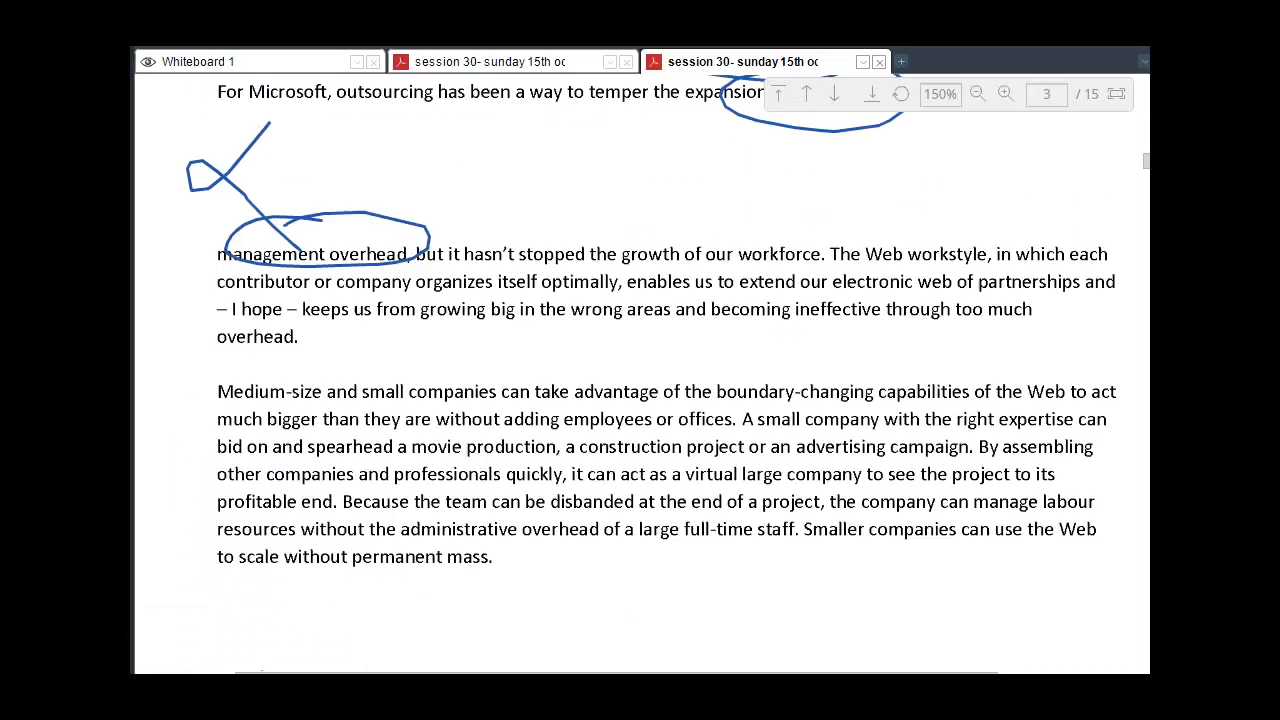 Whiteboard 1
session 30- sunday 15th oc
session 30- sunday 15th oc
For Microsoft, outsourcing has been a way to temper the expansion
150%
3
/ 15
management overhead, but it hasn’t stopped the growth of our workforce. The Web workstyle, in which each
contributor or company organizes itself optimally, enables us to extend our electronic web of partnerships and
– I hope – keeps us from growing big in the wrong areas and becoming ineffective through too much
overhead.
Medium-size and small companies can take advantage of the boundary-changing capabilities of the Web to act
much bigger than they are without adding employees or offices. A small company with the right expertise can
bid on and spearhead a movie production, a construction project or an advertising campaign. By assembling
other companies and professionals quickly, it can act as a virtual large company to see the project to its
profitable end. Because the team can be disbanded at the end of a project, the company can manage labour
resources without the administrative overhead of a large full-time staff. Smaller companies can use the Web
to scale without permanent mass.